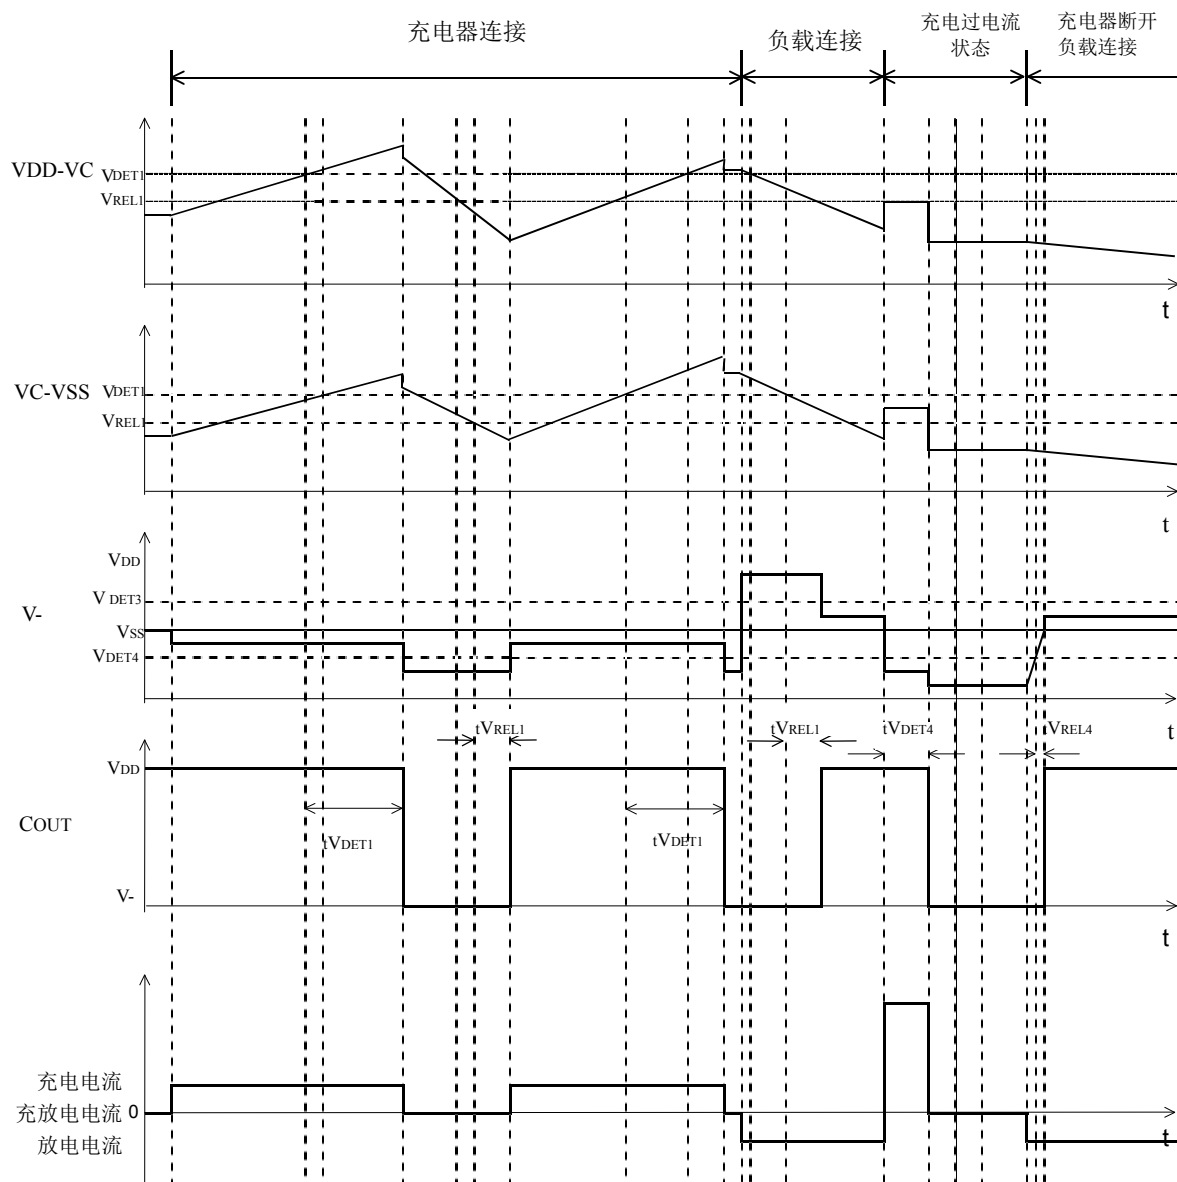 充电器连接
负载连接
充电过电流
状态
充电器断开
负载连接
VDD-VC
VDET1
VREL1
t
VC-VSS
VDET1
VREL1
t
VDD
V DET3
V-
VSS
VDET4
t
tVREL1
tVREL1
tVDET4
VREL4
VDD
COUT
tVDET1
tVDET1
V-
t
充电电流
充放电电流 0
放电电流
t